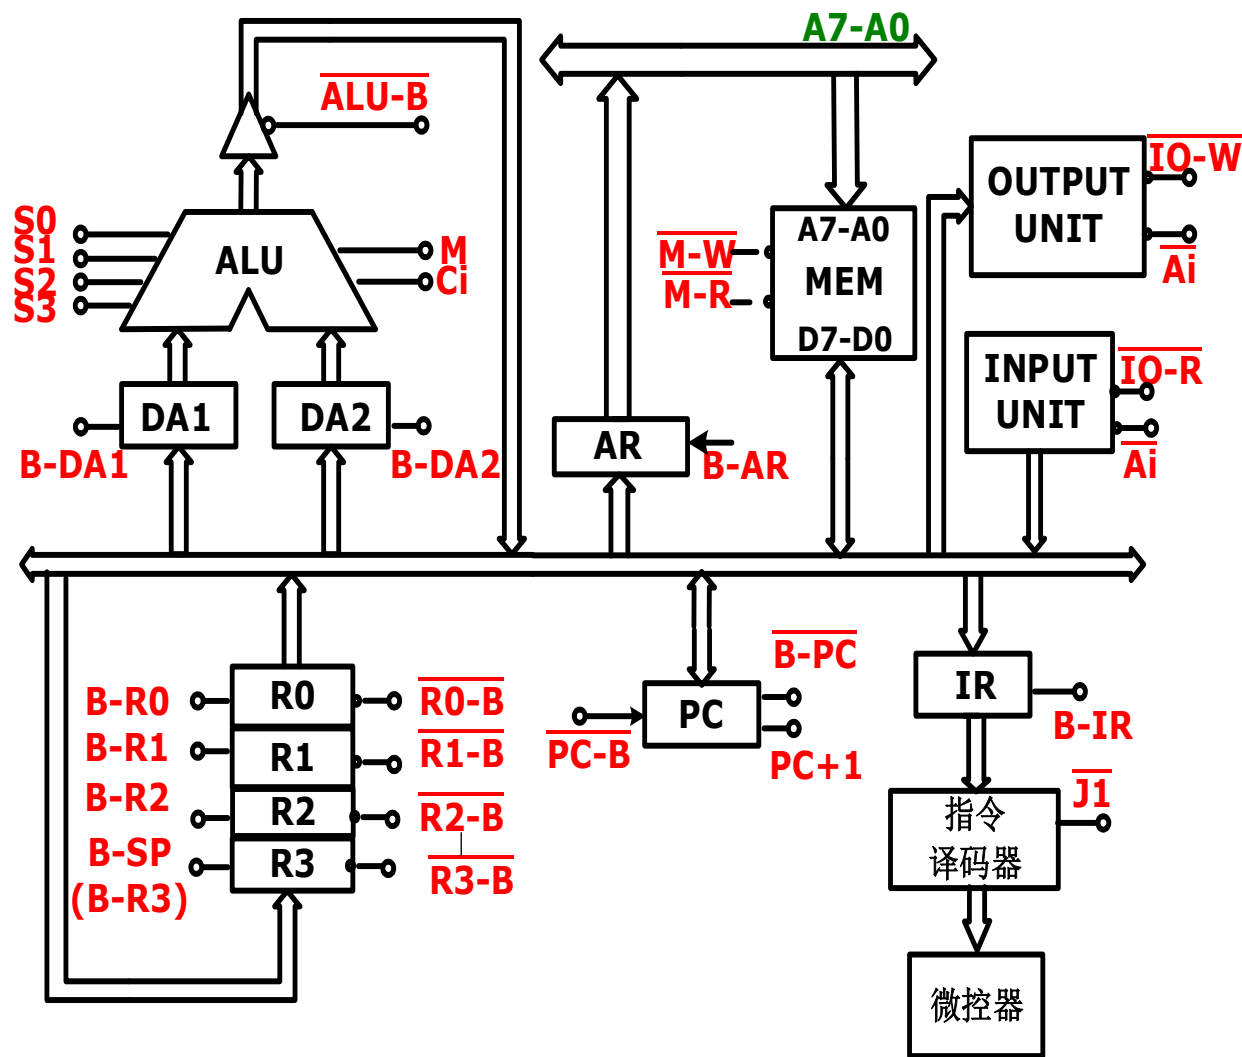 A7-A0
ALU-B
S0
S1
S2
S3
ALU
M
Ci
A7-A0
MEM
D7-D0
M-W
M-R
OUTPUT
UNIT
IO-W
Ai
INPUT
UNIT
IO-R
Ai
DA1
DA2
B-DA1
B-DA2
AR
B-AR
B-R0
R0
R0-B
B-R1
R1
R1-B
B-R2
R2
R2-B
B-SP
(B-R3)
R3
R3-B
PC
B-PC
PC-B
PC+1
IR
B-IR
指令
译码器
J1
微控器